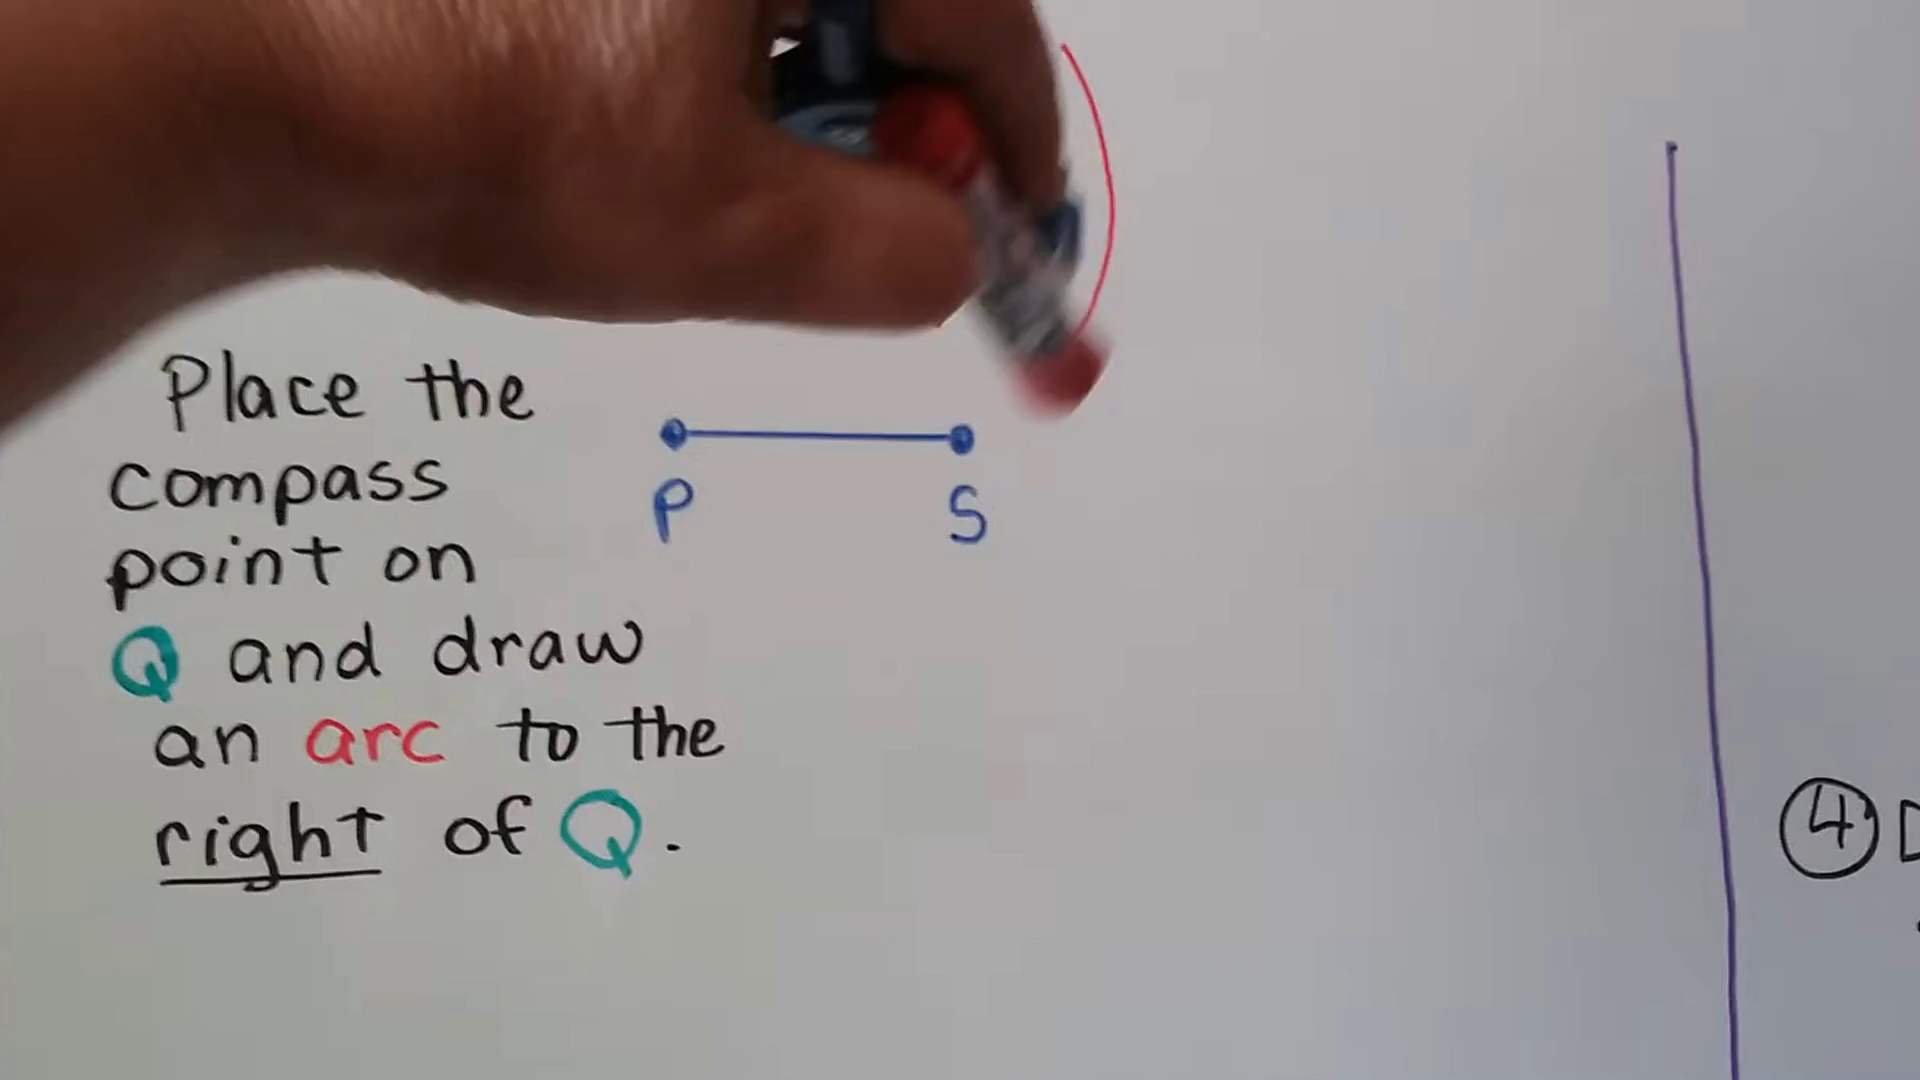 Place the
compass
point on
Q and draw
an arc to the
right of Q.
P S
④ D